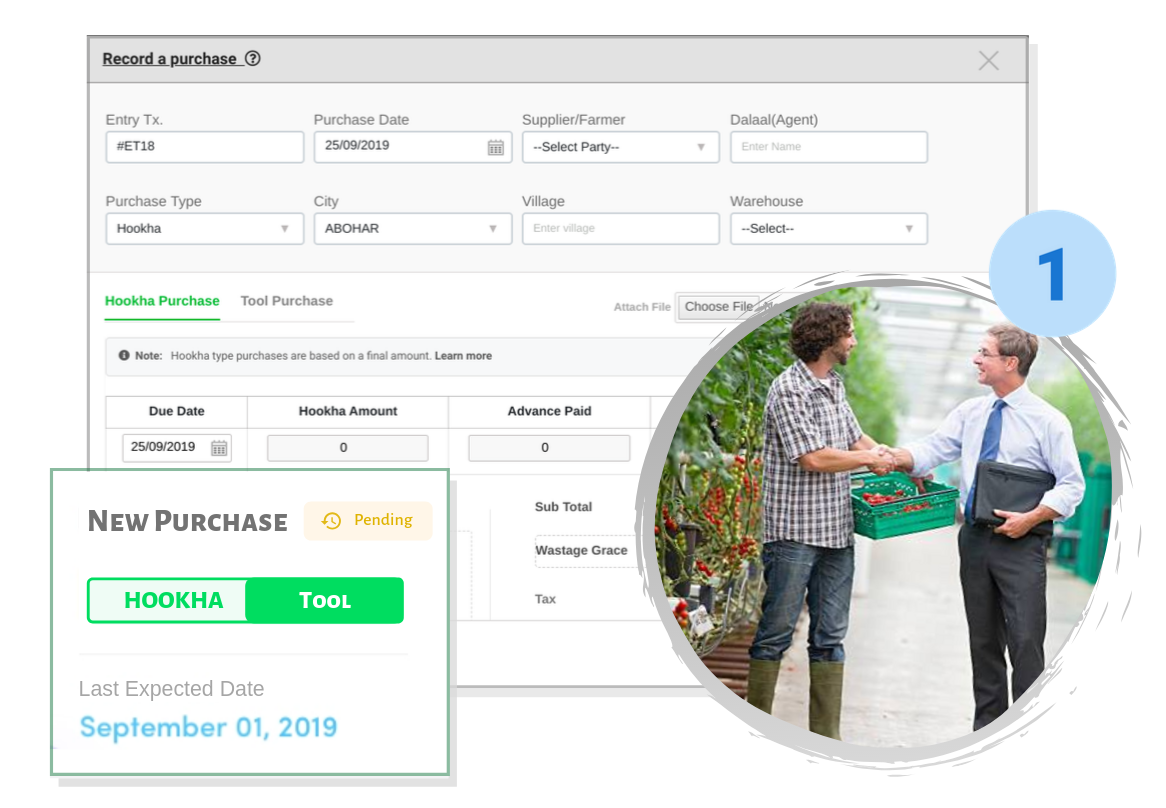 Record a purchase ?
Entry Tx. Purchase Date Supplier/Farmer Dalaal(Agent)
#ET18 25/09/2019 --Select Party-- Enter Name
Purchase Type City Village Warehouse
Hookha ABOHAR Enter village --Select--
1
Hookha Purchase Tool Purchase Attach File Choose File
Note: Hookha type purchases are based on a final amount. Learn more
Due Date Hookha Amount Advance Paid
25/09/2019 0 0
Sub Total
Wastage Grace
Tax
New Purchase Pending
HOOKHA Tool
Last Expected Date
September 01, 2019